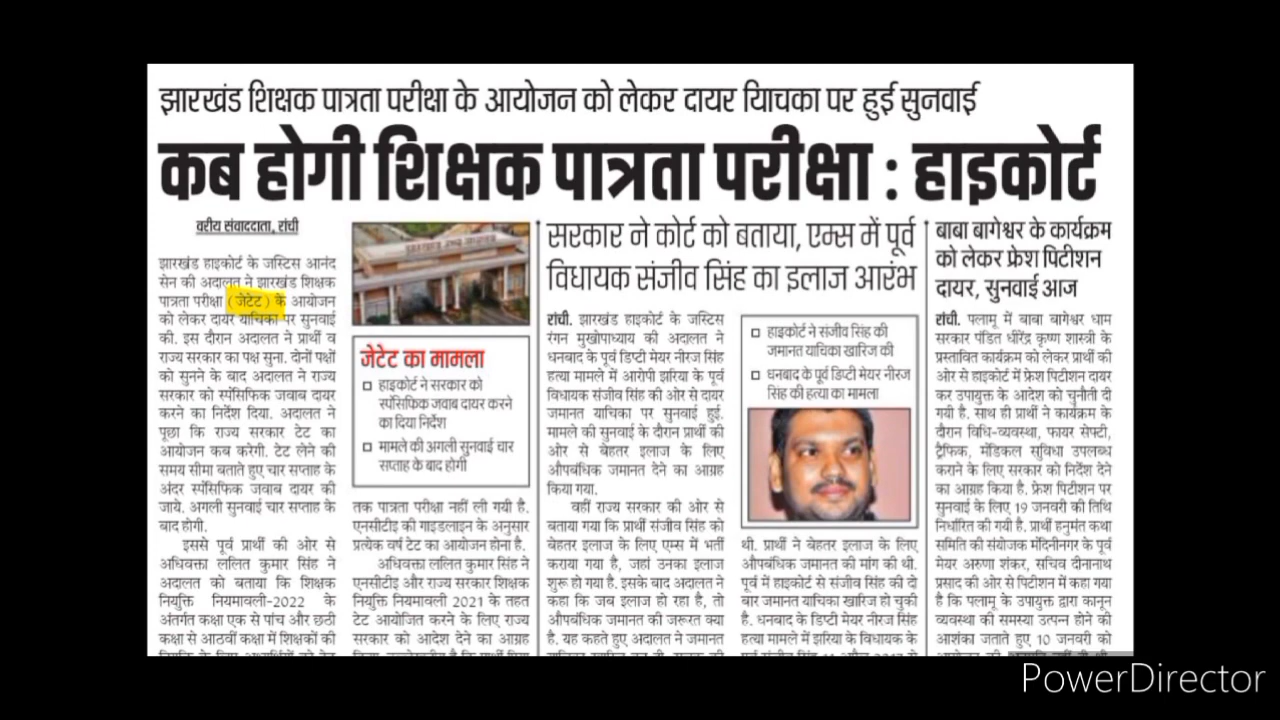 झारखंड शिक्षक पात्रता परीक्षा के आयोजन को लेकर दायर यािचका पर हुई सुनवाई
कब होगी शिक्षक पात्रता परीक्षा : हाइकोर्ट
वरीय संवाददाता, रांची
झारखंड हाइकोर्ट के जस्टिस आनंद
सेन की अदालत ने झारखंड शिक्षक
पात्रता परीक्षा (जेटेट) के आयोजन
को लेकर दायर याचिका पर सुनवाई
की. इस दौरान अदालत ने प्रार्थी व
राज्य सरकार का पक्ष सुना. दोनों पक्षों
को सुनने के बाद अदालत ने राज्य
सरकार को स्पेसिफिक जवाब दायर
करने का निर्देश दिया. अदालत ने
पूछा कि राज्य सरकार टेट का
आयोजन कब करेगी. टेट लेने की
समय सीमा बताते हुए चार सप्ताह के
अंदर स्पेसिफिक जवाब दायर की
जाये. अगली सुनवाई चार सप्ताह के
बाद होगी.
इससे पूर्व प्रार्थी की ओर से
अधिवक्ता ललित कुमार सिंह ने
अदालत को बताया कि शिक्षक
नियुक्ति नियमावली-2022 के
अंतर्गत कक्षा एक से पांच और छठी
कक्षा से आठवीं कक्षा में शिक्षकों की
जेटेट का मामला
हाइकोर्ट ने सरकार को
स्पेसिफिक जवाब दायर करने
का दिया निर्देश
मामले की अगली सुनवाई चार
सप्ताह के बाद होगी
तक पात्रता परीक्षा नहीं ली गयी है.
एनसीटीइ की गाइडलाइन के अनुसार
प्रत्येक वर्ष टेट का आयोजन होना है.
अधिवक्ता ललित कुमार सिंह ने
एनसीटीइ और राज्य सरकार शिक्षक
नियुक्ति नियमावली 2021 के तहत
टेट आयोजित करने के लिए राज्य
सरकार को आदेश देने का आग्रह
सरकार ने कोर्ट को बताया, एम्स में पूर्व
विधायक संजीव सिंह का इलाज आरंभ
रांची. झारखंड हाइकोर्ट के जस्टिस
रंगन मुखोपाध्याय की अदालत ने
धनबाद के पूर्व डिप्टी मेयर नीरज सिंह
हत्या मामले में आरोपी झरिया के पूर्व
विधायक संजीव सिंह की ओर से दायर
जमानत याचिका पर सुनवाई हुई.
मामले की सुनवाई के दौरान प्रार्थी की
ओर से बेहतर इलाज के लिए
औपबंधिक जमानत देने का आग्रह
किया गया.
वहीं राज्य सरकार की ओर से
बताया गया कि प्रार्थी संजीव सिंह को
बेहतर इलाज के लिए एम्स में भर्ती
कराया गया है, जहां उनका इलाज
शुरू हो गया है. इसके बाद अदालत ने
कहा कि जब इलाज हो रहा है, तो
औपबंधिक जमानत की जरूरत क्या
है. यह कहते हुए अदालत ने जमानत
हाइकोर्ट ने संजीव सिंह की
जमानत याचिका खारिज की
धनबाद के पूर्व डिप्टी मेयर नीरज
सिंह की हत्या का मामला
थी. प्रार्थी ने बेहतर इलाज के लिए
औपबंधिक जमानत की मांग की थी.
पूर्व में हाइकोर्ट से संजीव सिंह की दो
बार जमानत याचिका खारिज हो चुकी
है. धनबाद के डिप्टी मेयर नीरज सिंह
हत्या मामले में झरिया के विधायक के
बाबा बागेश्वर के कार्यक्रम
को लेकर फ्रेश पिटीशन
दायर, सुनवाई आज
रांची. पलामू में बाबा बागेश्वर धाम
सरकार पंडित धीरेंद्र कृष्ण शास्त्री के
प्रस्तावित कार्यक्रम को लेकर प्रार्थी की
ओर से हाइकोर्ट में फ्रेश पिटीशन दायर
कर उपायुक्त के आदेश को चुनौती दी
गयी है. साथ ही प्रार्थी ने कार्यक्रम के
दौरान विधि-व्यवस्था, फायर सेफ्टी,
ट्रैफिक, मेडिकल सुविधा उपलब्ध
कराने के लिए सरकार को निर्देश देने
का आग्रह किया है. फ्रेश पिटीशन पर
सुनवाई के लिए 19 जनवरी की तिथि
निर्धारित की गयी है. प्रार्थी हनुमंत कथा
समिति की संयोजक मेदिनीनगर के पूर्व
मेयर अरुणा शंकर, सचिव दीनानाथ
प्रसाद की ओर से पिटीशन में कहा गया
है कि पलामू के उपायुक्त द्वारा कानून
व्यवस्था की समस्या उत्पन्न होने की
आशंका जताते हुए 10 जनवरी को
PowerDirector